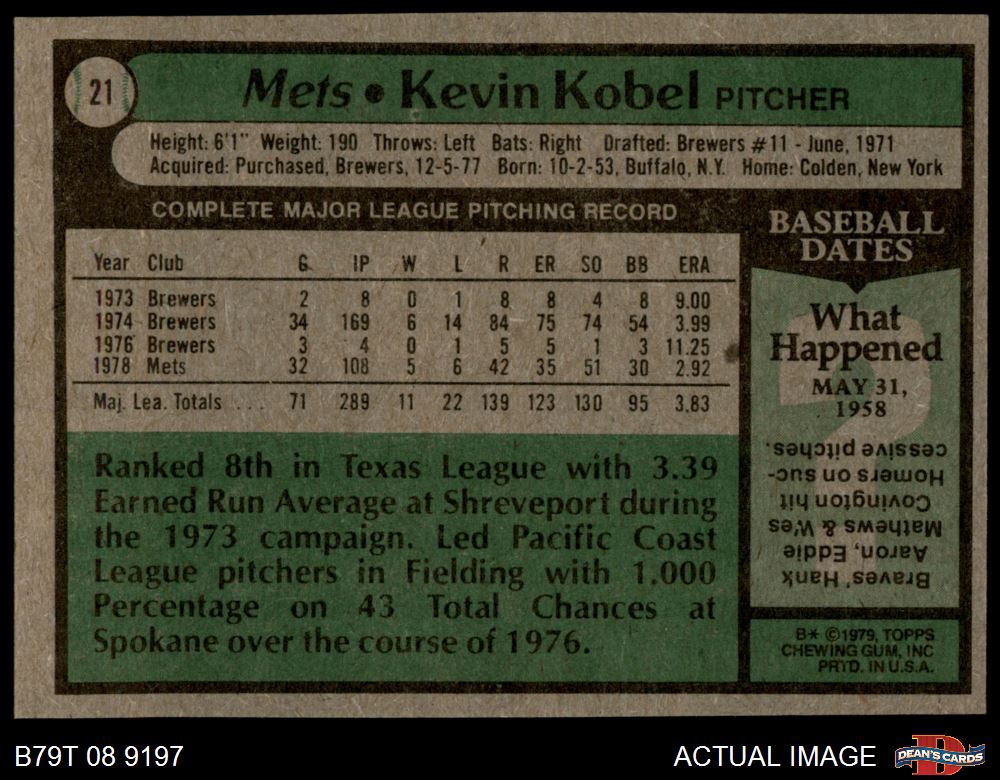 21
Mets • Kevin Kobel PITCHER
Height: 6'1" Weight: 190 Throws: Left Bats: Right Drafted: Brewers #11 - June, 1971
Acquired: Purchased, Brewers, 12-5-77 Born: 10-2-53, Buffalo, N.Y. Home: Colden, New York
COMPLETE MAJOR LEAGUE PITCHING RECORD
Year Club G IP W L R ER SO BB ERA
1973 Brewers 2 8 0 1 8 8 4 8 9.00
1974 Brewers 34 169 6 14 84 75 74 54 3.99
1976 Brewers 3 4 0 1 5 5 1 3 11.25
1978 Mets 32 108 5 6 42 35 51 30 2.92
Maj. Lea. Totals . . . 71 289 11 22 139 123 130 95 3.83
Ranked 8th in Texas League with 3.39
Earned Run Average at Shreveport during
the 1973 campaign. Led Pacific Coast
League pitchers in Fielding with 1.000
Percentage on 43 Total Chances at
Spokane over the course of 1976.
BASEBALL
DATES
What
Happened
MAY 31,
1958
Braves' Hank
Aaron, Eddie
Mathews & Wes
Covington hit
Homers on suc-
cessive pitches.
B* ©1979, TOPPS
CHEWING GUM, INC
PRTD. IN U.S.A.
B79T 08 9197
ACTUAL IMAGE
D
DEAN'S CARDS